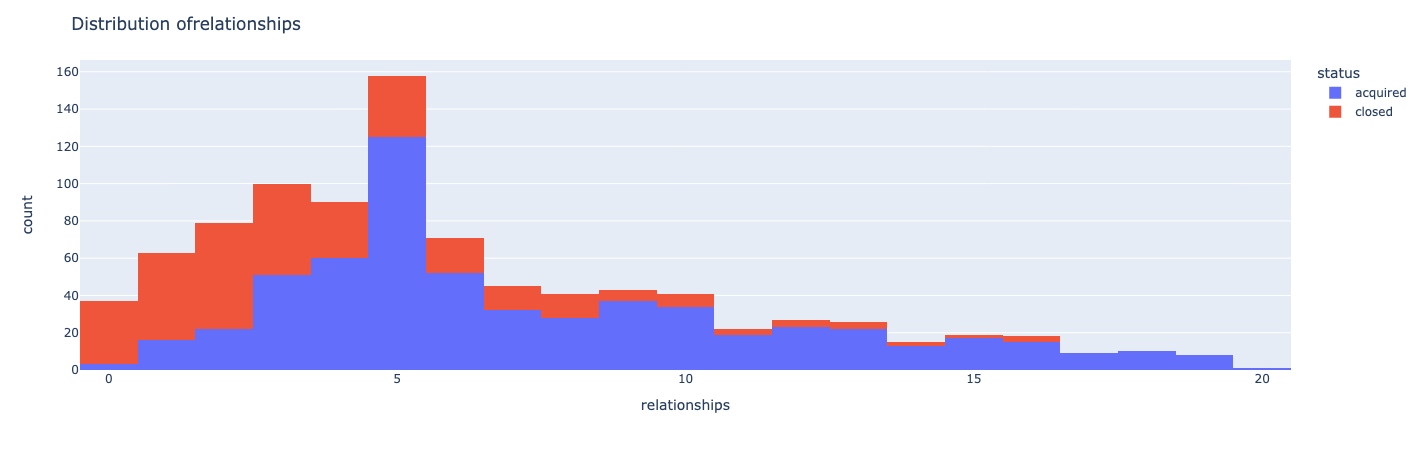 Distribution ofrelationships
status
acquired
closed
count
160
140
120
100
80
60
40
20
0
0 5 10 15 20
relationships